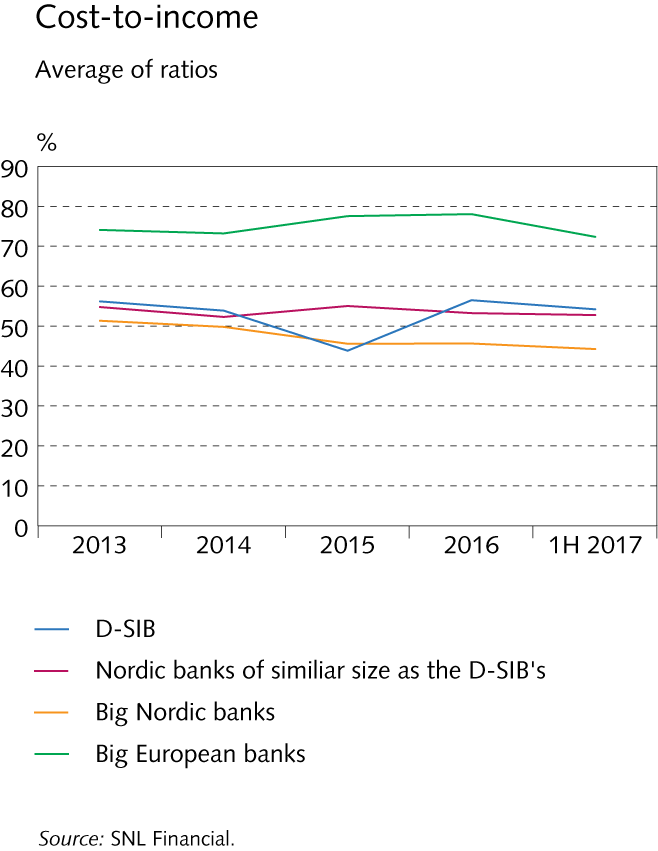 Cost-to-income
Average of ratios
%
90
80
70
60
50
40
30
20
10
0
2013 2014 2015 2016 1H 2017
D-SIB
Nordic banks of similiar size as the D-SIB's
Big Nordic banks
Big European banks
Source: SNL Financial.